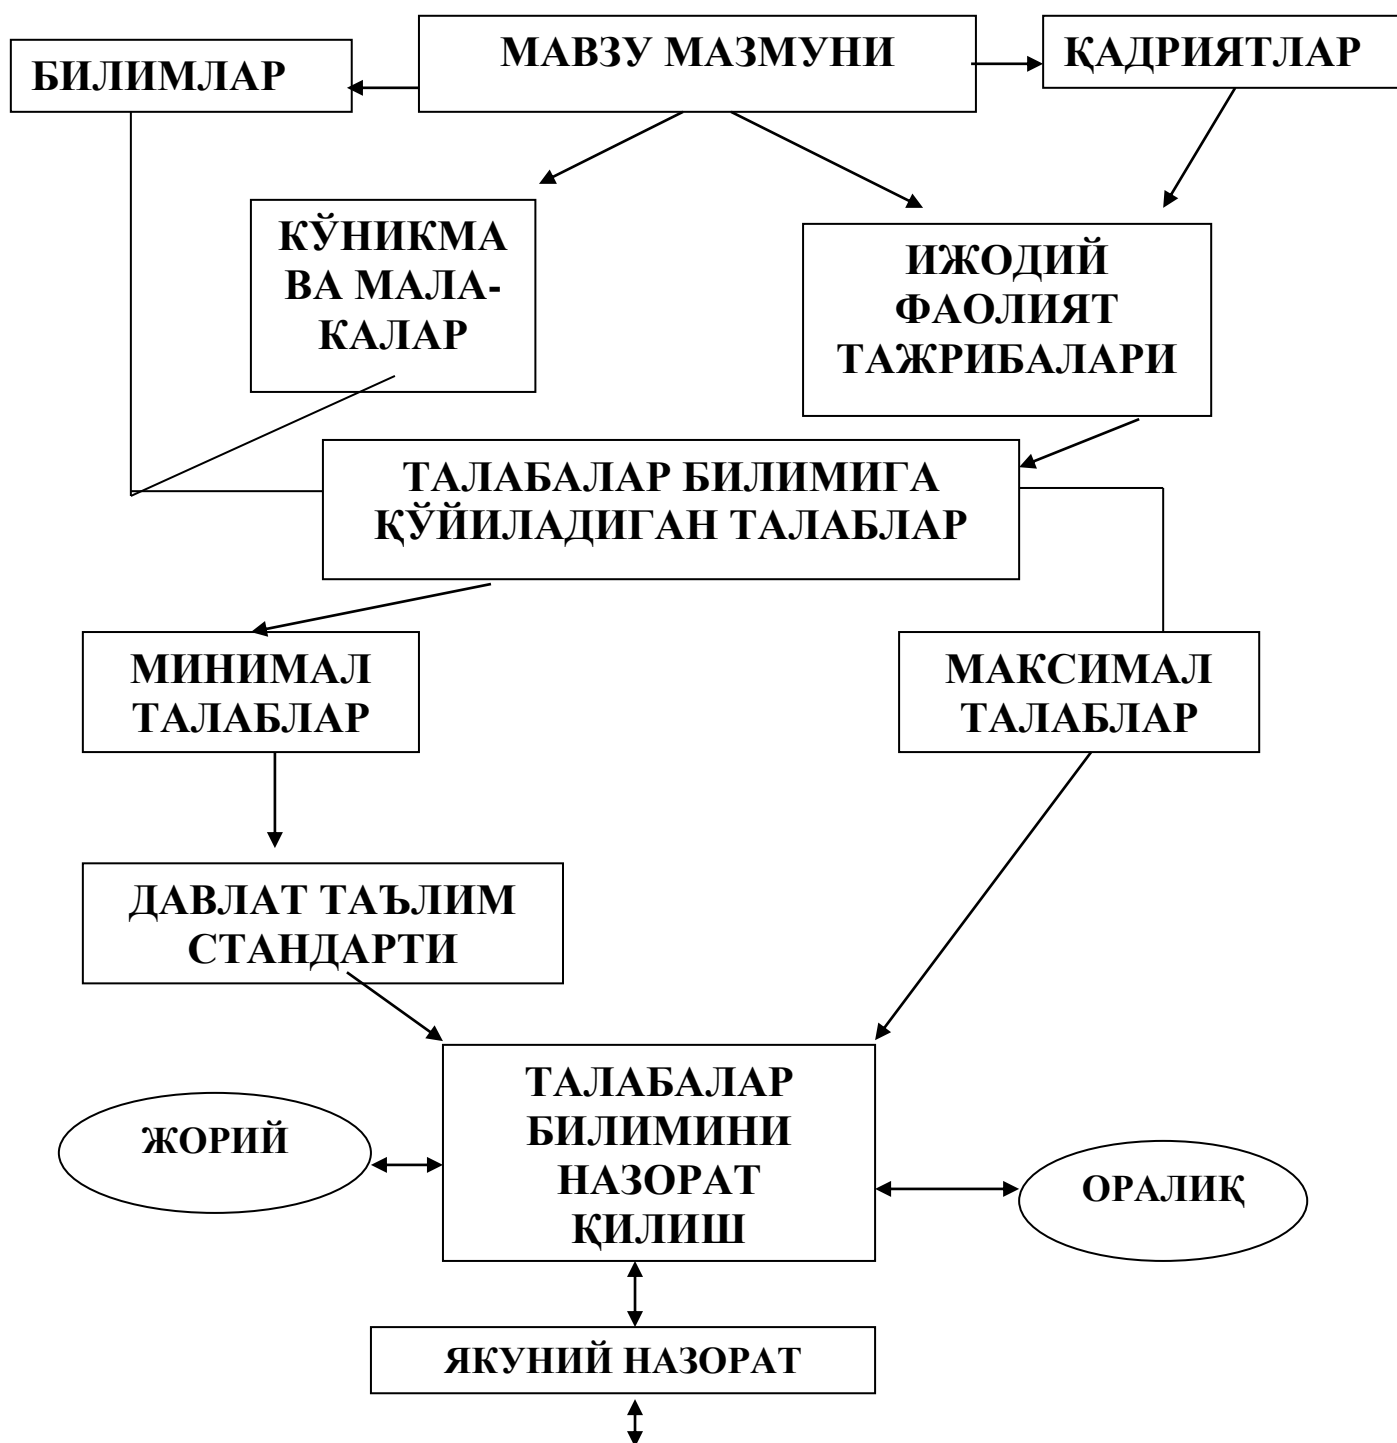 БИЛИМЛАР
МАВЗУ МАЗМУНИ
ҚАДРИЯТЛАР
КЎНИКМА
ВА МАЛА-
КАЛАР
ИЖОДИЙ
ФАОЛИЯТ
ТАЖРИБАЛАРИ
ТАЛАБАЛАР БИЛИМИГА
ҚЎЙИЛАДИГАН ТАЛАБЛАР
МИНИМАЛ
ТАЛАБЛАР
МАКСИМАЛ
ТАЛАБЛАР
ДАВЛАТ ТАЪЛИМ
СТАНДАРТИ
ТАЛАБАЛАР
БИЛИМИНИ
НАЗОРАТ
ҚИЛИШ
ЖОРИЙ
ОРАЛИҚ
ЯКУНИЙ НАЗОРАТ